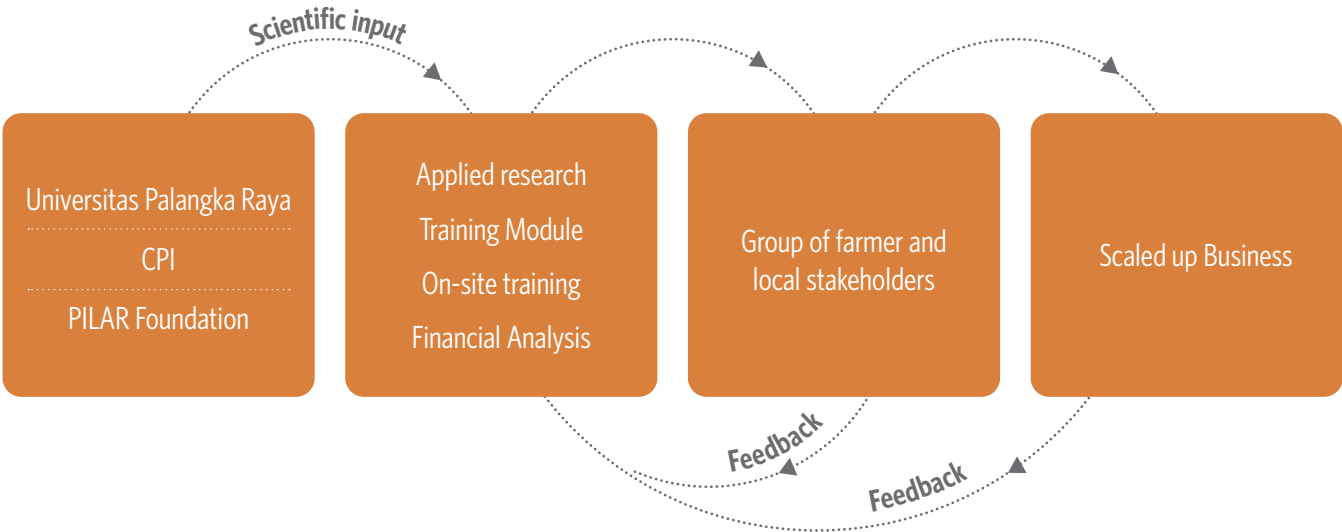 Scientific input
Universitas Palangka Raya
CPI
PILAR Foundation
Applied research
Training Module
On-site training
Financial Analysis
Group of farmer and
local stakeholders
Scaled up Business
Feedback
Feedback